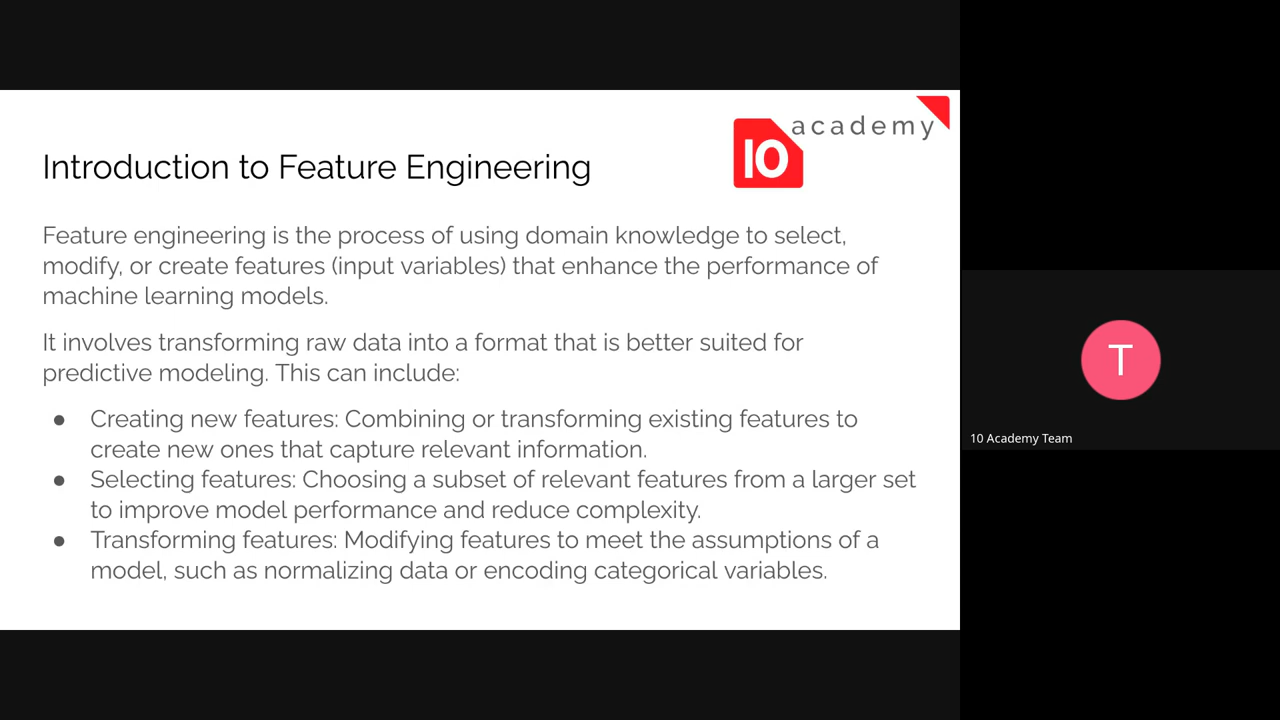 academy
10
Introduction to Feature Engineering
Feature engineering is the process of using domain knowledge to select,
modify, or create features (input variables) that enhance the performance of
machine learning models.
It involves transforming raw data into a format that is better suited for
predictive modeling. This can include:
● Creating new features: Combining or transforming existing features to
create new ones that capture relevant information.
● Selecting features: Choosing a subset of relevant features from a larger set
to improve model performance and reduce complexity.
● Transforming features: Modifying features to meet the assumptions of a
model, such as normalizing data or encoding categorical variables.
T
10 Academy Team